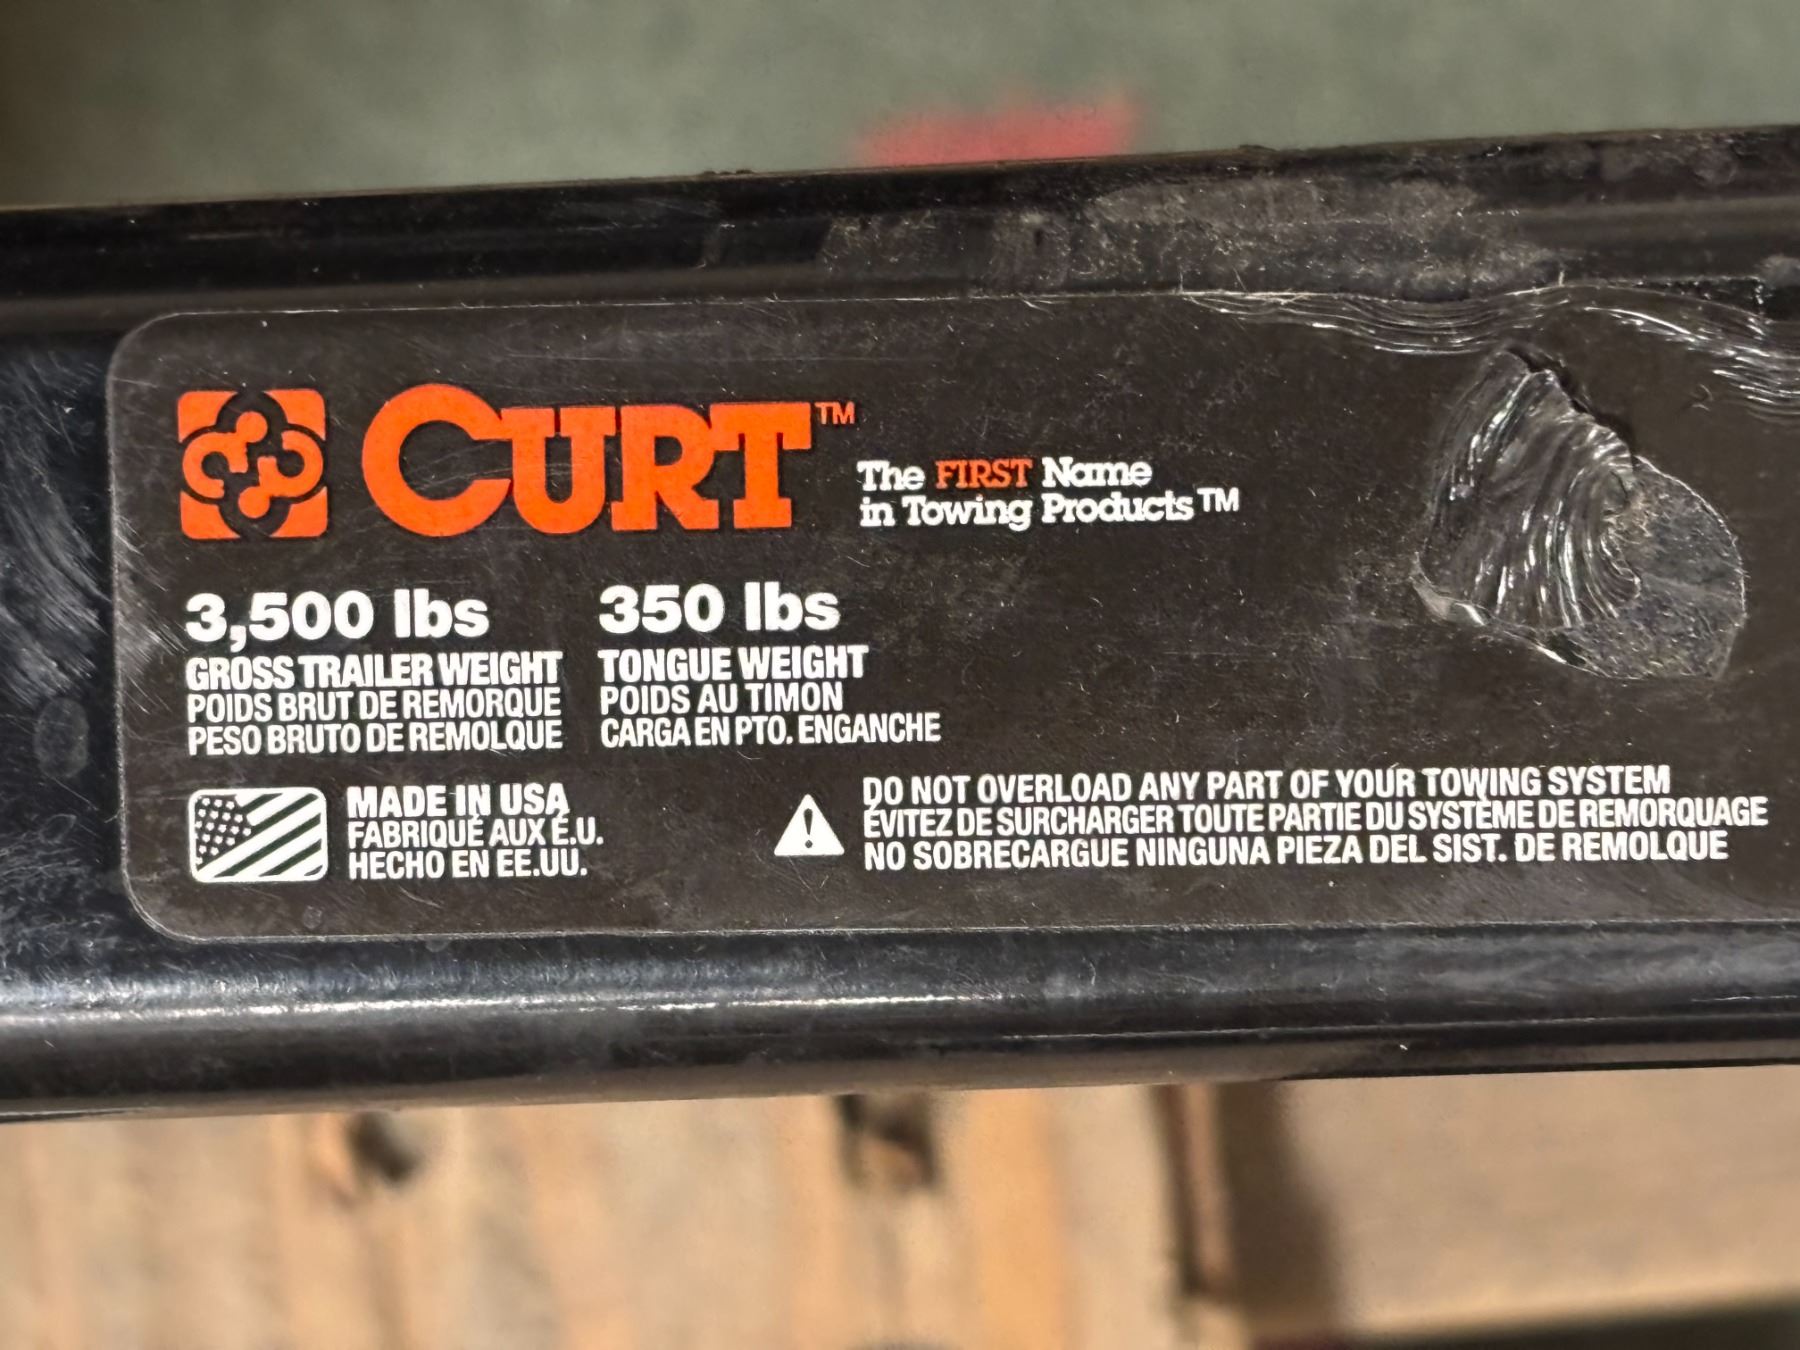 CURT™
The FIRST Name
in Towing Products™
3,500 lbs
GROSS TRAILER WEIGHT
POIDS BRUT DE REMORQUE
PESO BRUTO DE REMOLQUE
350 lbs
TONGUE WEIGHT
POIDS AU TIMON
CARGA EN PTO. ENGANCHE
MADE IN USA
FABRIQUÉ AUX É.U.
HECHO EN EE.UU.
DO NOT OVERLOAD ANY PART OF YOUR TOWING SYSTEM
ÉVITEZ DE SURCHARGER TOUTE PARTIE DU SYSTÈME DE REMORQUAGE
NO SOBRECARGUE NINGUNA PIEZA DEL SIST. DE REMOLQUE